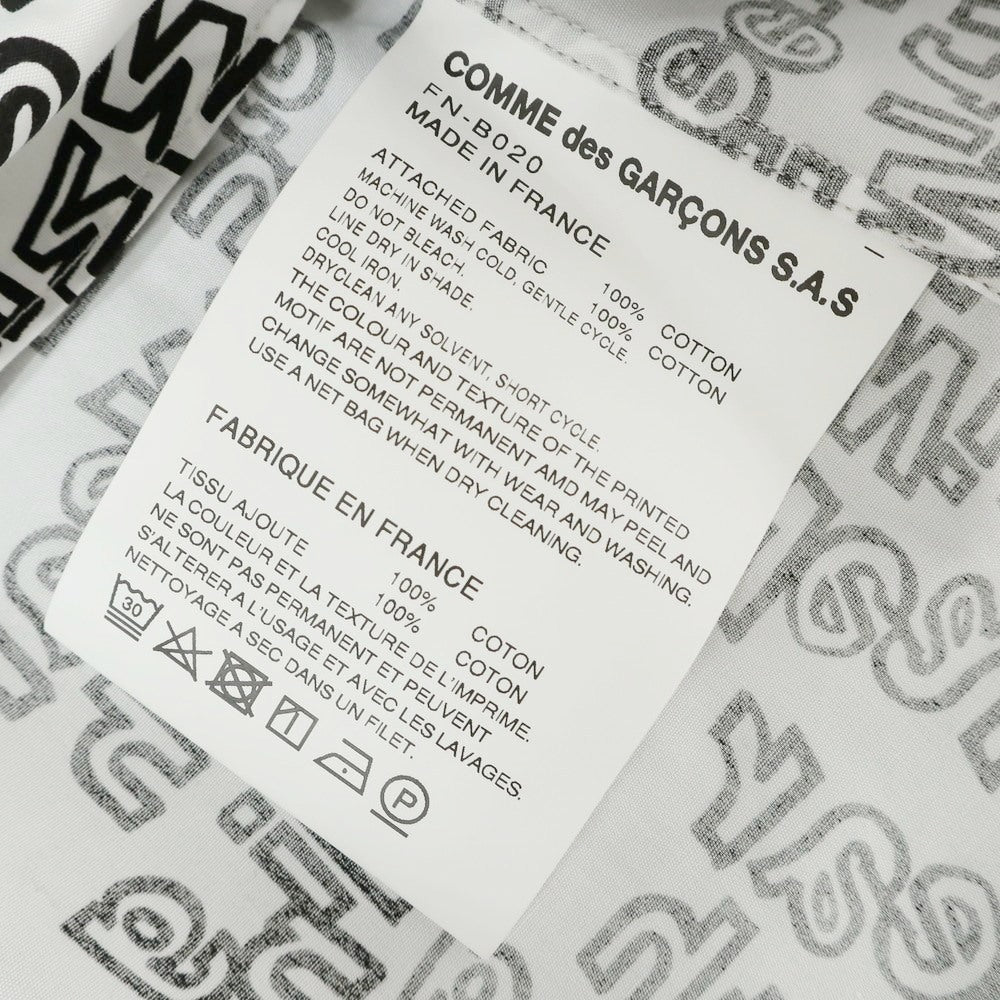 COMME des GARÇONS S.A.S
FN-B020
MADE IN FRANCE
100% COTTON
ATTACHED FABRIC 100% COTTON
MACHINE WASH COLD, GENTLE CYCLE.
DO NOT BLEACH.
LINE DRY IN SHADE.
COOL IRON.
DRYCLEAN ANY SOLVENT, SHORT CYCLE.
THE COLOUR AND TEXTURE OF THE PRINTED
MOTIF ARE NOT PERMANENT AMD MAY PEEL AND
CHANGE SOMEWHAT WITH WEAR AND WASHING.
USE A NET BAG WHEN DRY CLEANING.
FABRIQUE EN FRANCE
100% COTON
TISSU AJOUTE 100% COTON
LA COULEUR ET LA TEXTURE DE L'IMPRIME.
NE SONT PAS PERMANENT ET PEUVENT
S'ALTERER A L'USAGE ET AVEC LES LAVAGES.
NETTOYAGE A SEC DANS UN FILET.
30 P